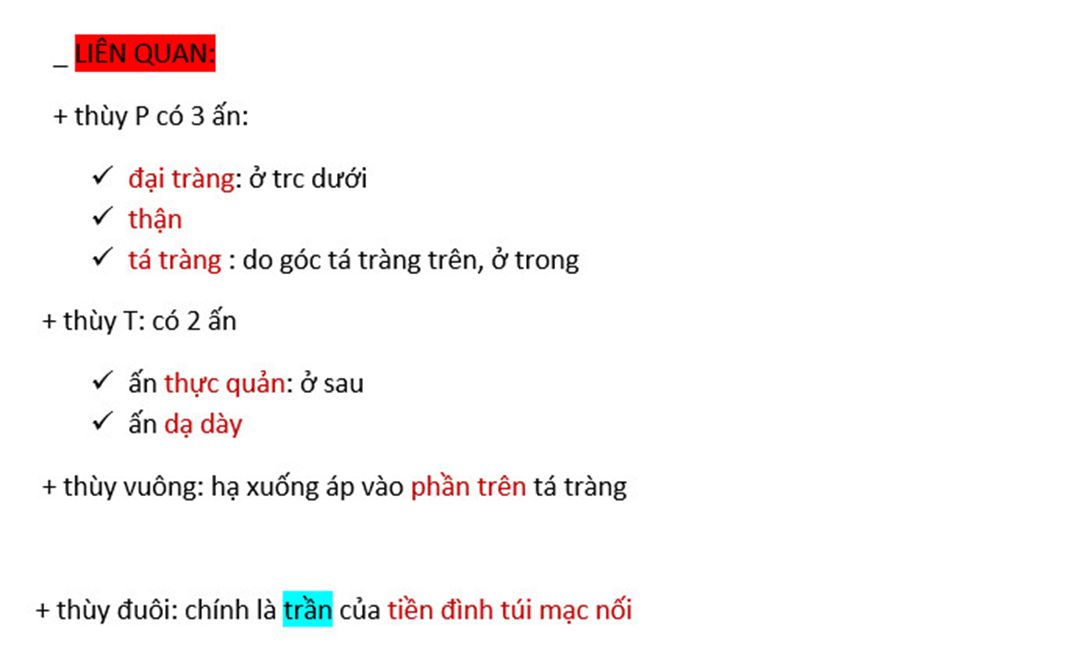 _ LIÊN QUAN:
+ thùy P có 3 ấn:
✓ đại tràng: ở trc dưới
✓ thận
✓ tá tràng : do góc tá tràng trên, ở trong
+ thùy T: có 2 ấn
✓ ấn thực quản: ở sau
✓ ấn dạ dày
+ thùy vuông: hạ xuống áp vào phần trên tá tràng
+ thùy đuôi: chính là trần của tiền đình túi mạc nối